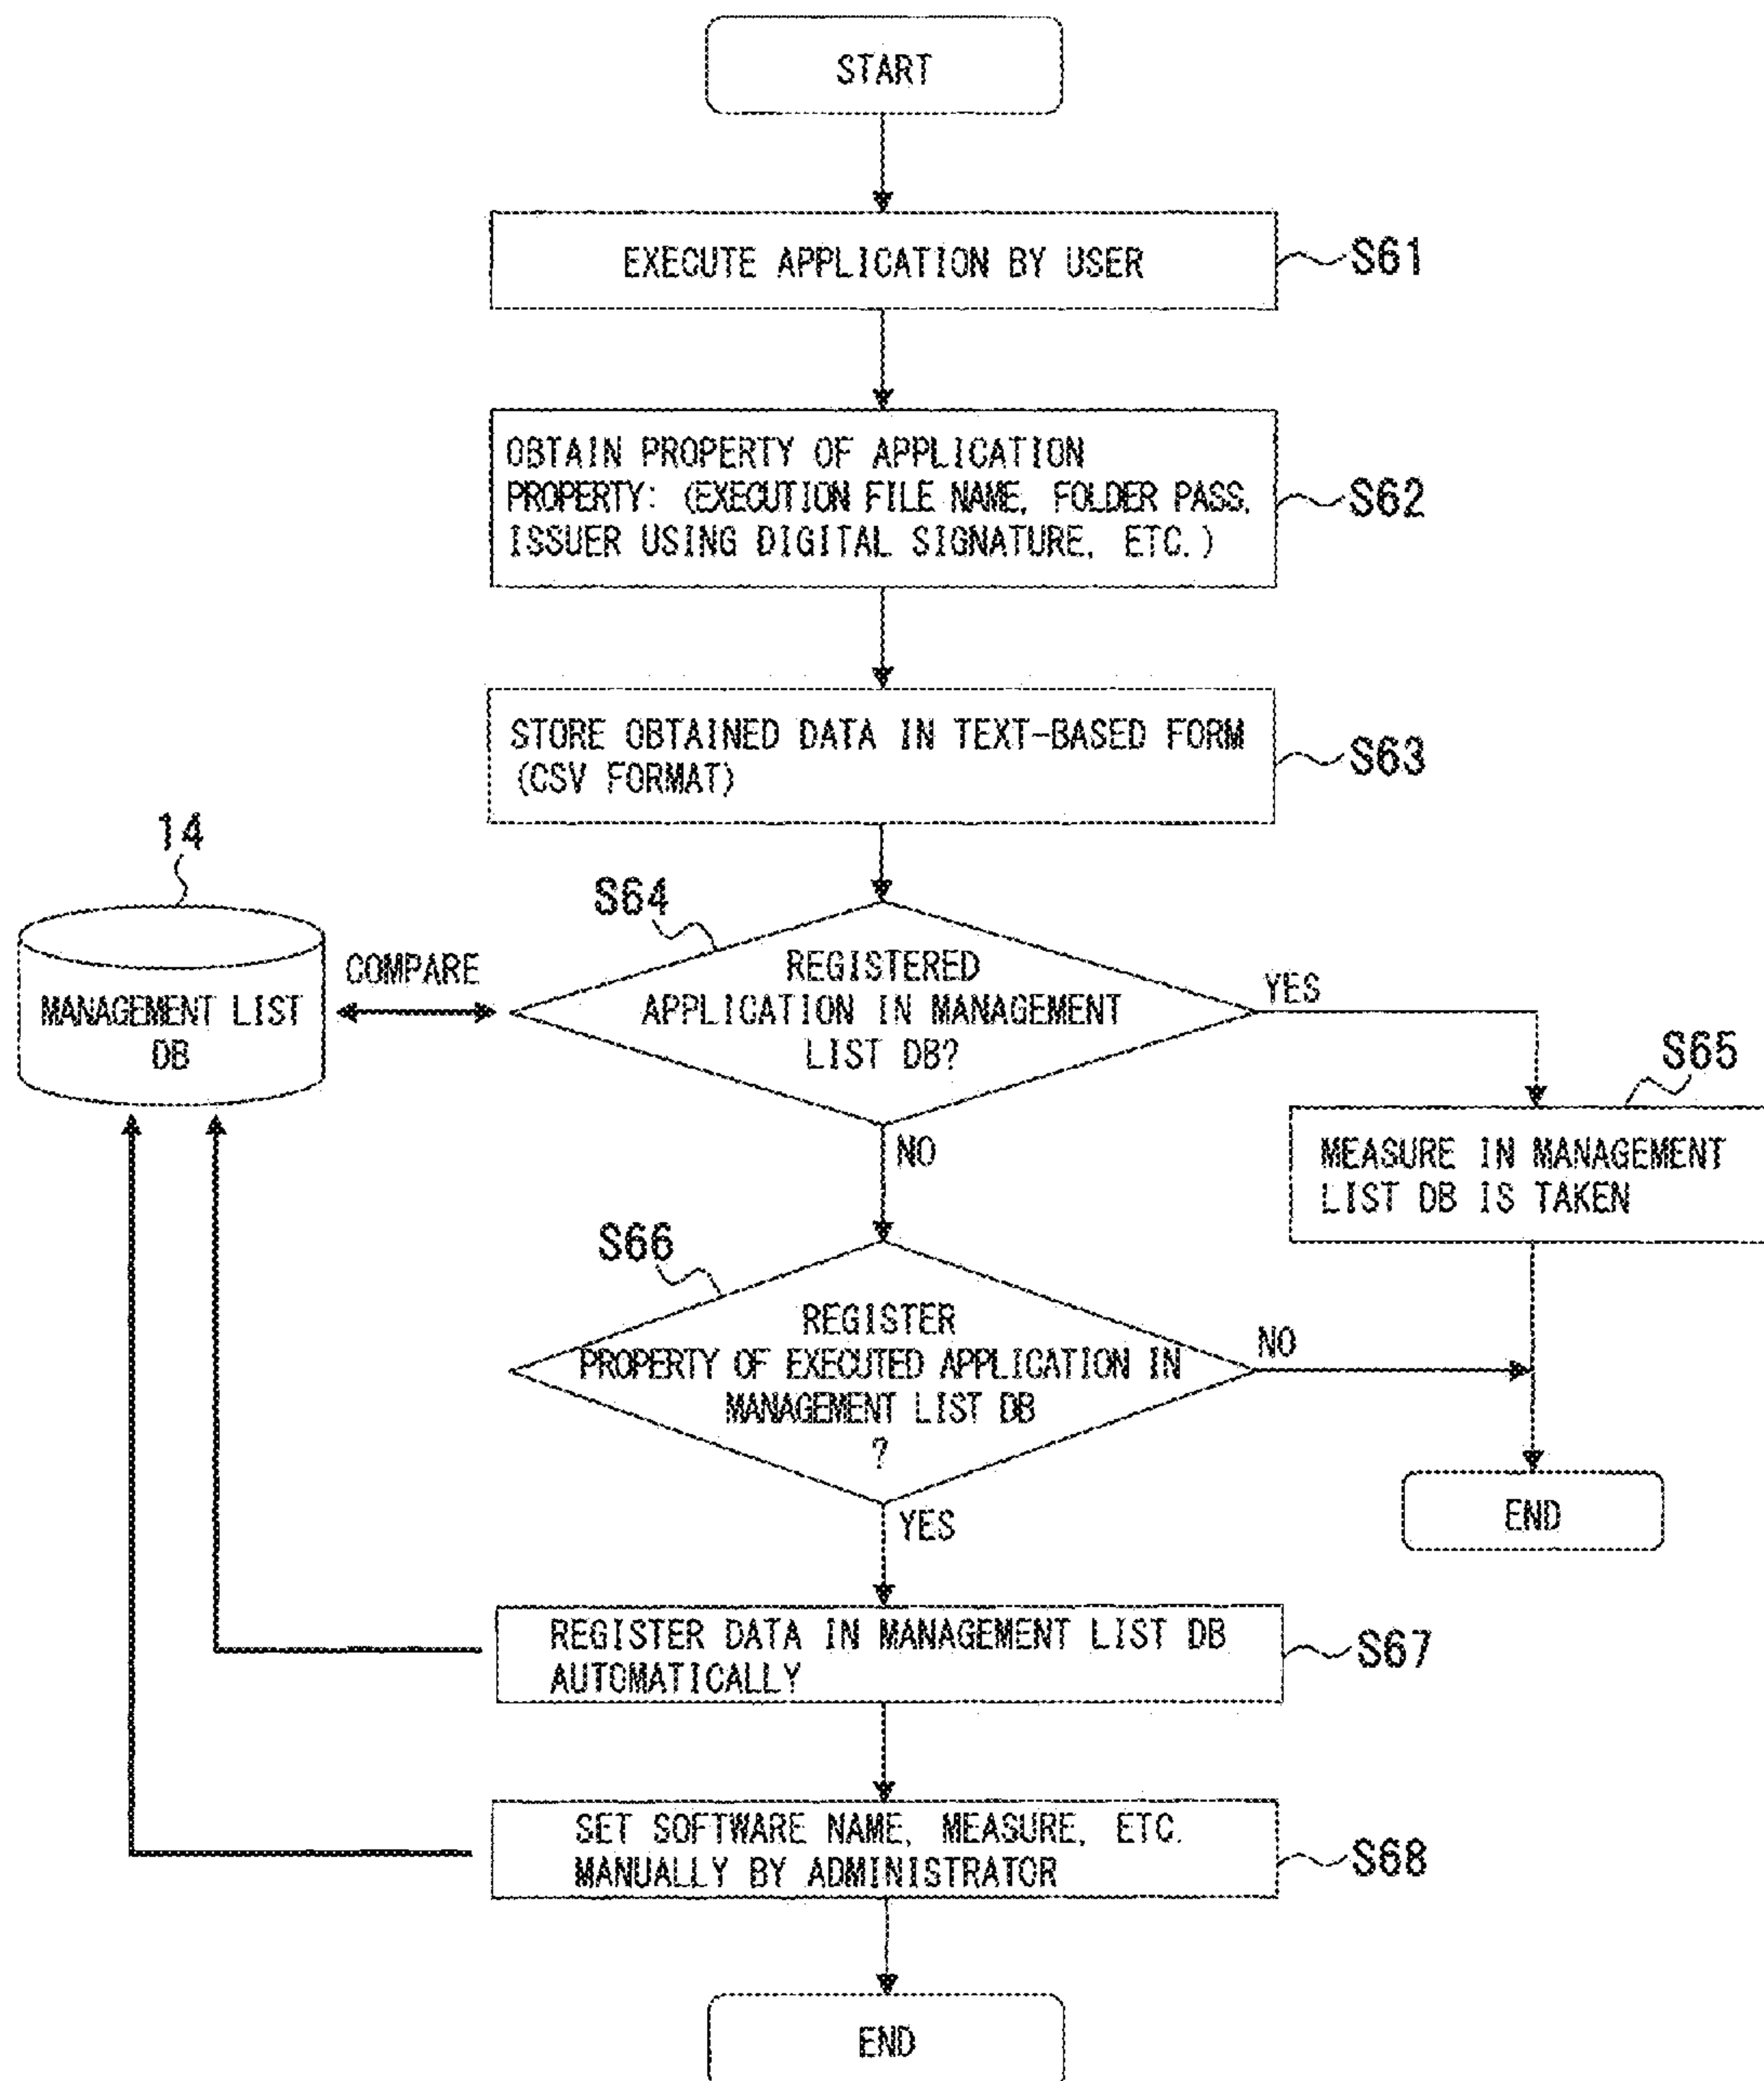 START
EXECUTE APPLICATION BY USER
S61
OBTAIN PROPERTY OF APPLICATION
PROPERTY: (EXECUTION FILE NAME, FOLDER PASS,
ISSUER USING DIGITAL SIGNATURE, ETC.)
S62
STORE OBTAINED DATA IN TEXT-BASED FORM
(CSV FORMAT)
S63
14
MANAGEMENT LIST
DB
COMPARE
S64
REGISTERED
APPLICATION IN MANAGEMENT
LIST DB?
YES
NO
S65
MEASURE IN MANAGEMENT
LIST DB IS TAKEN
S66
REGISTER
PROPERTY OF EXECUTED APPLICATION IN
MANAGEMENT LIST DB
?
NO
YES
END
REGISTER DATA IN MANAGEMENT LIST DB
AUTOMATICALLY
S67
SET SOFTWARE NAME, MEASURE, ETC.
MANUALLY BY ADMINISTRATOR
S68
END